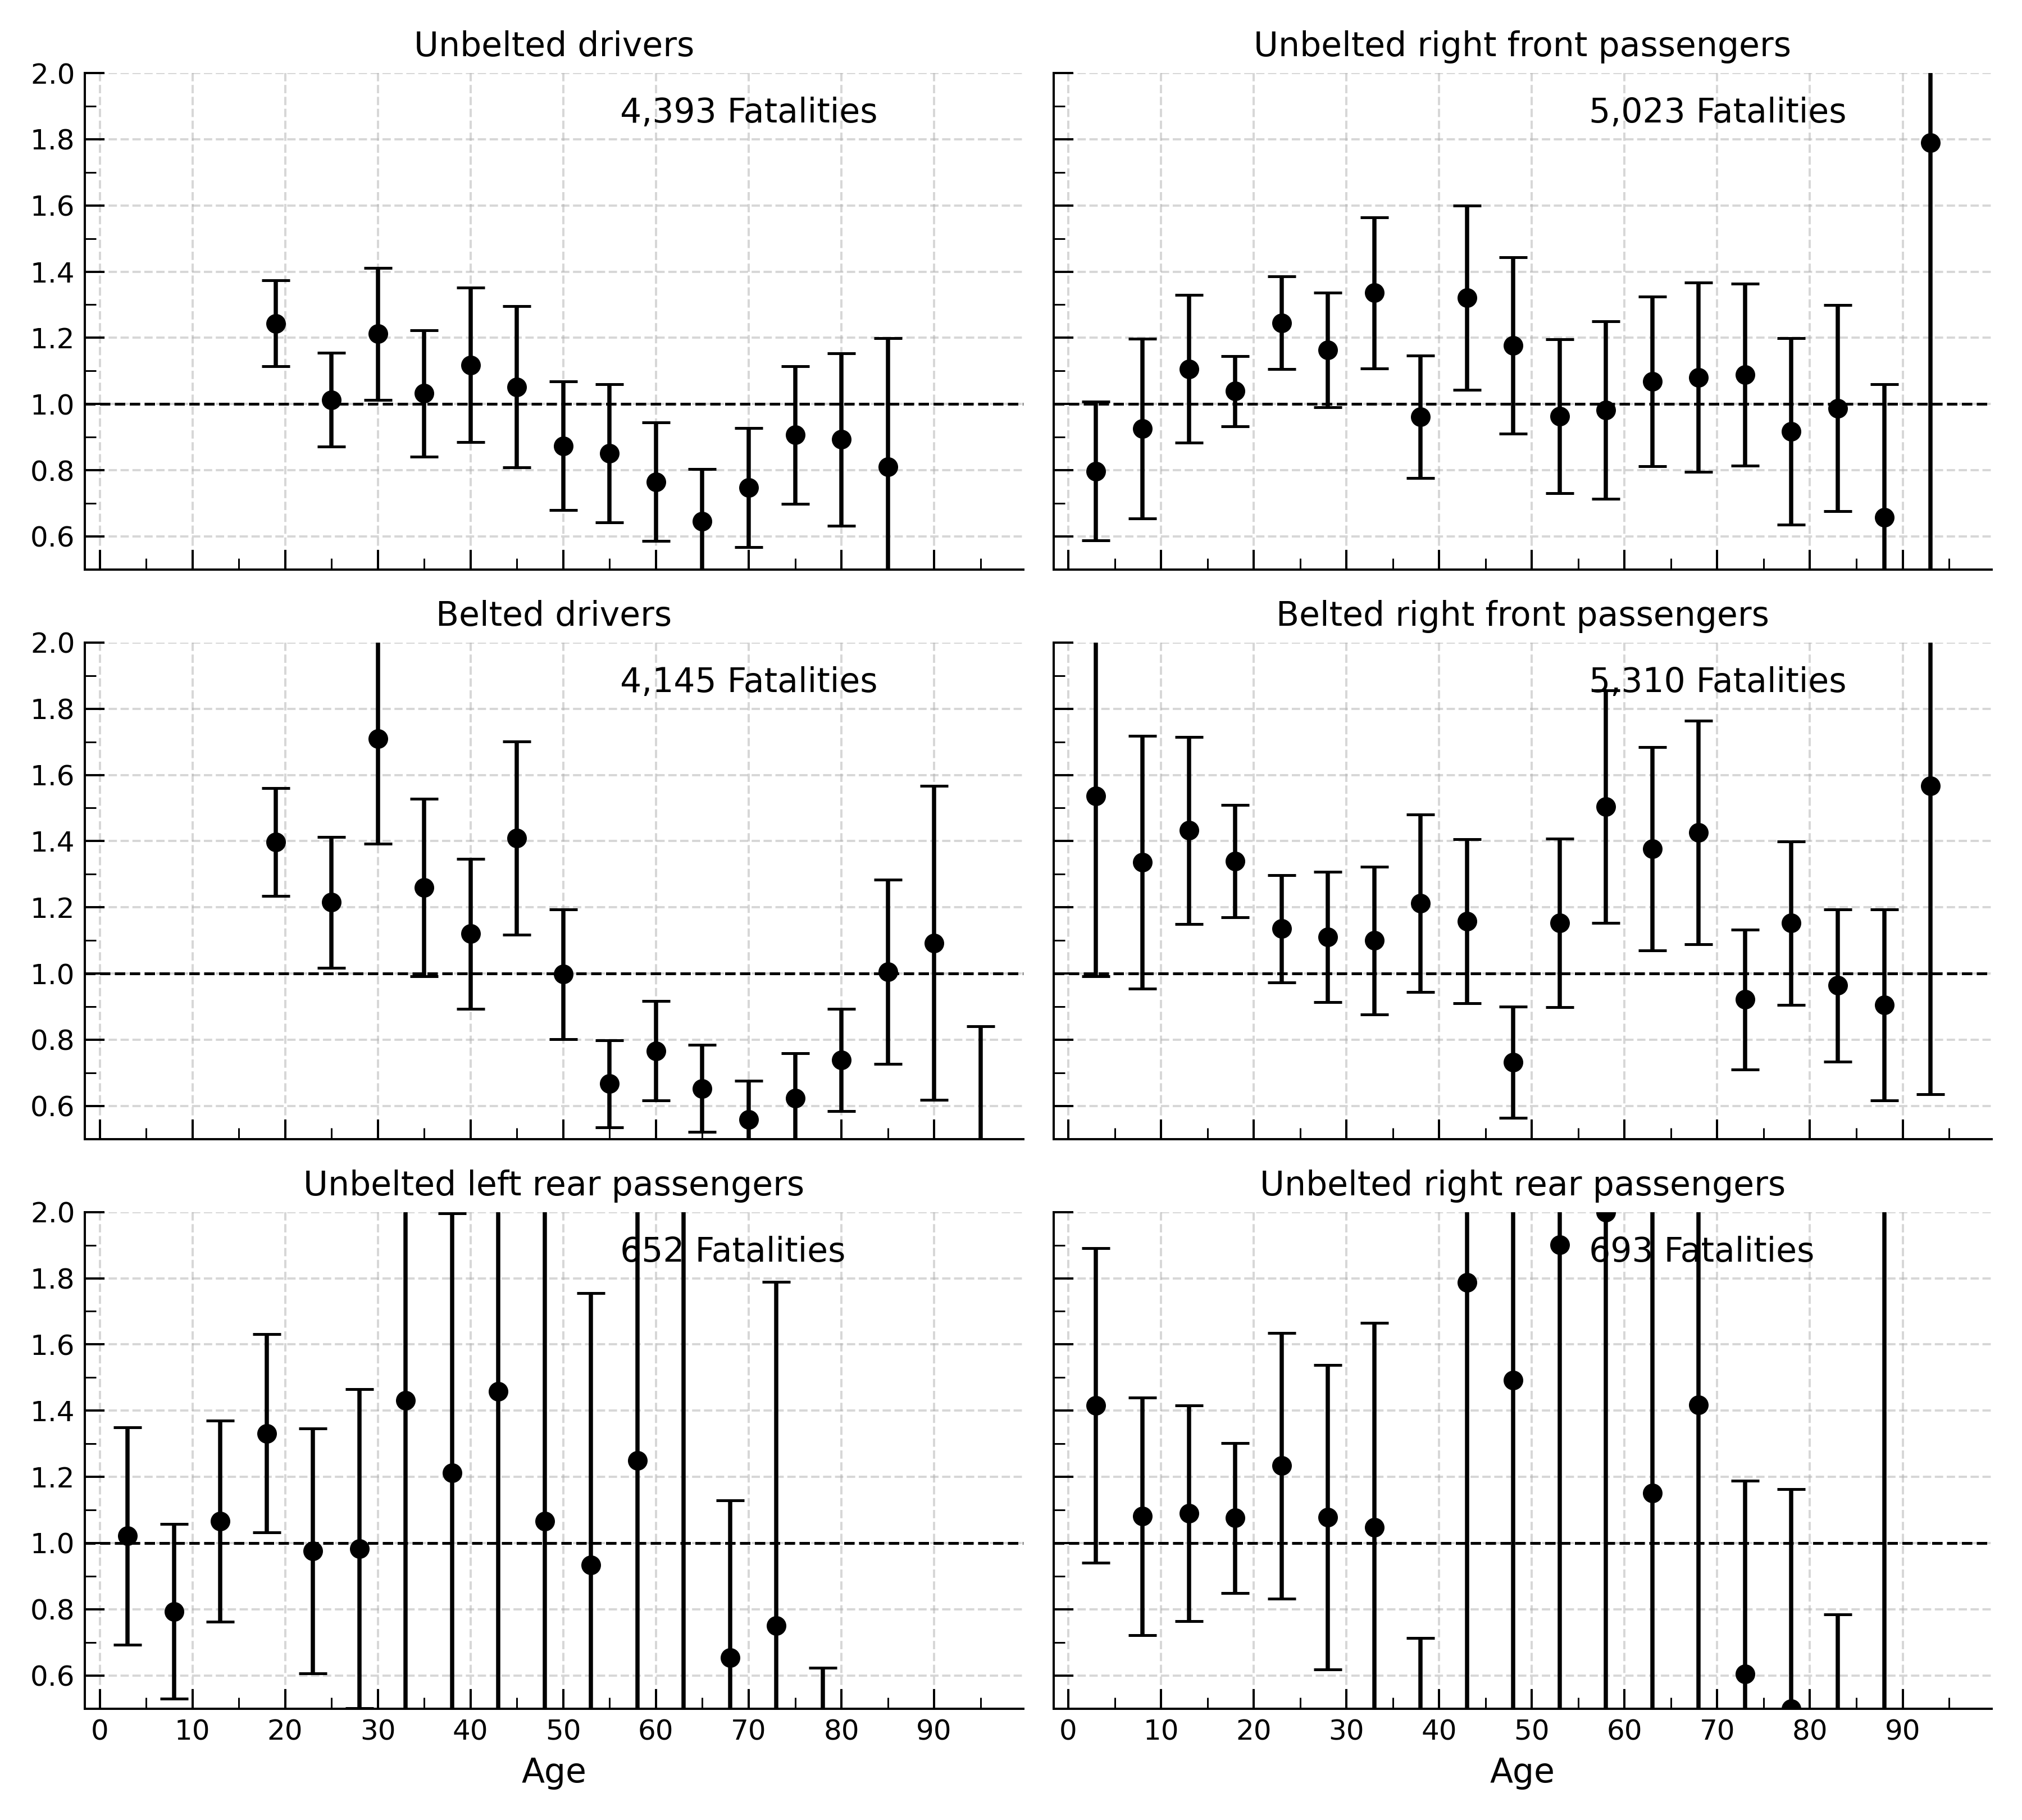 Unbelted drivers
Unbelted right front passengers
2.0
1.8
1.6
1.4
1.2
1.0
0.8
0.6
4,393 Fatalities
5,023 Fatalities
Belted drivers
Belted right front passengers
2.0
1.8
1.6
1.4
1.2
1.0
0.8
0.6
4,145 Fatalities
5,310 Fatalities
Unbelted left rear passengers
Unbelted right rear passengers
2.0
1.8
1.6
1.4
1.2
1.0
0.8
0.6
652 Fatalities
693 Fatalities
0 10 20 30 40 50 60 70 80 90
0 10 20 30 40 50 60 70 80 90
Age
Age